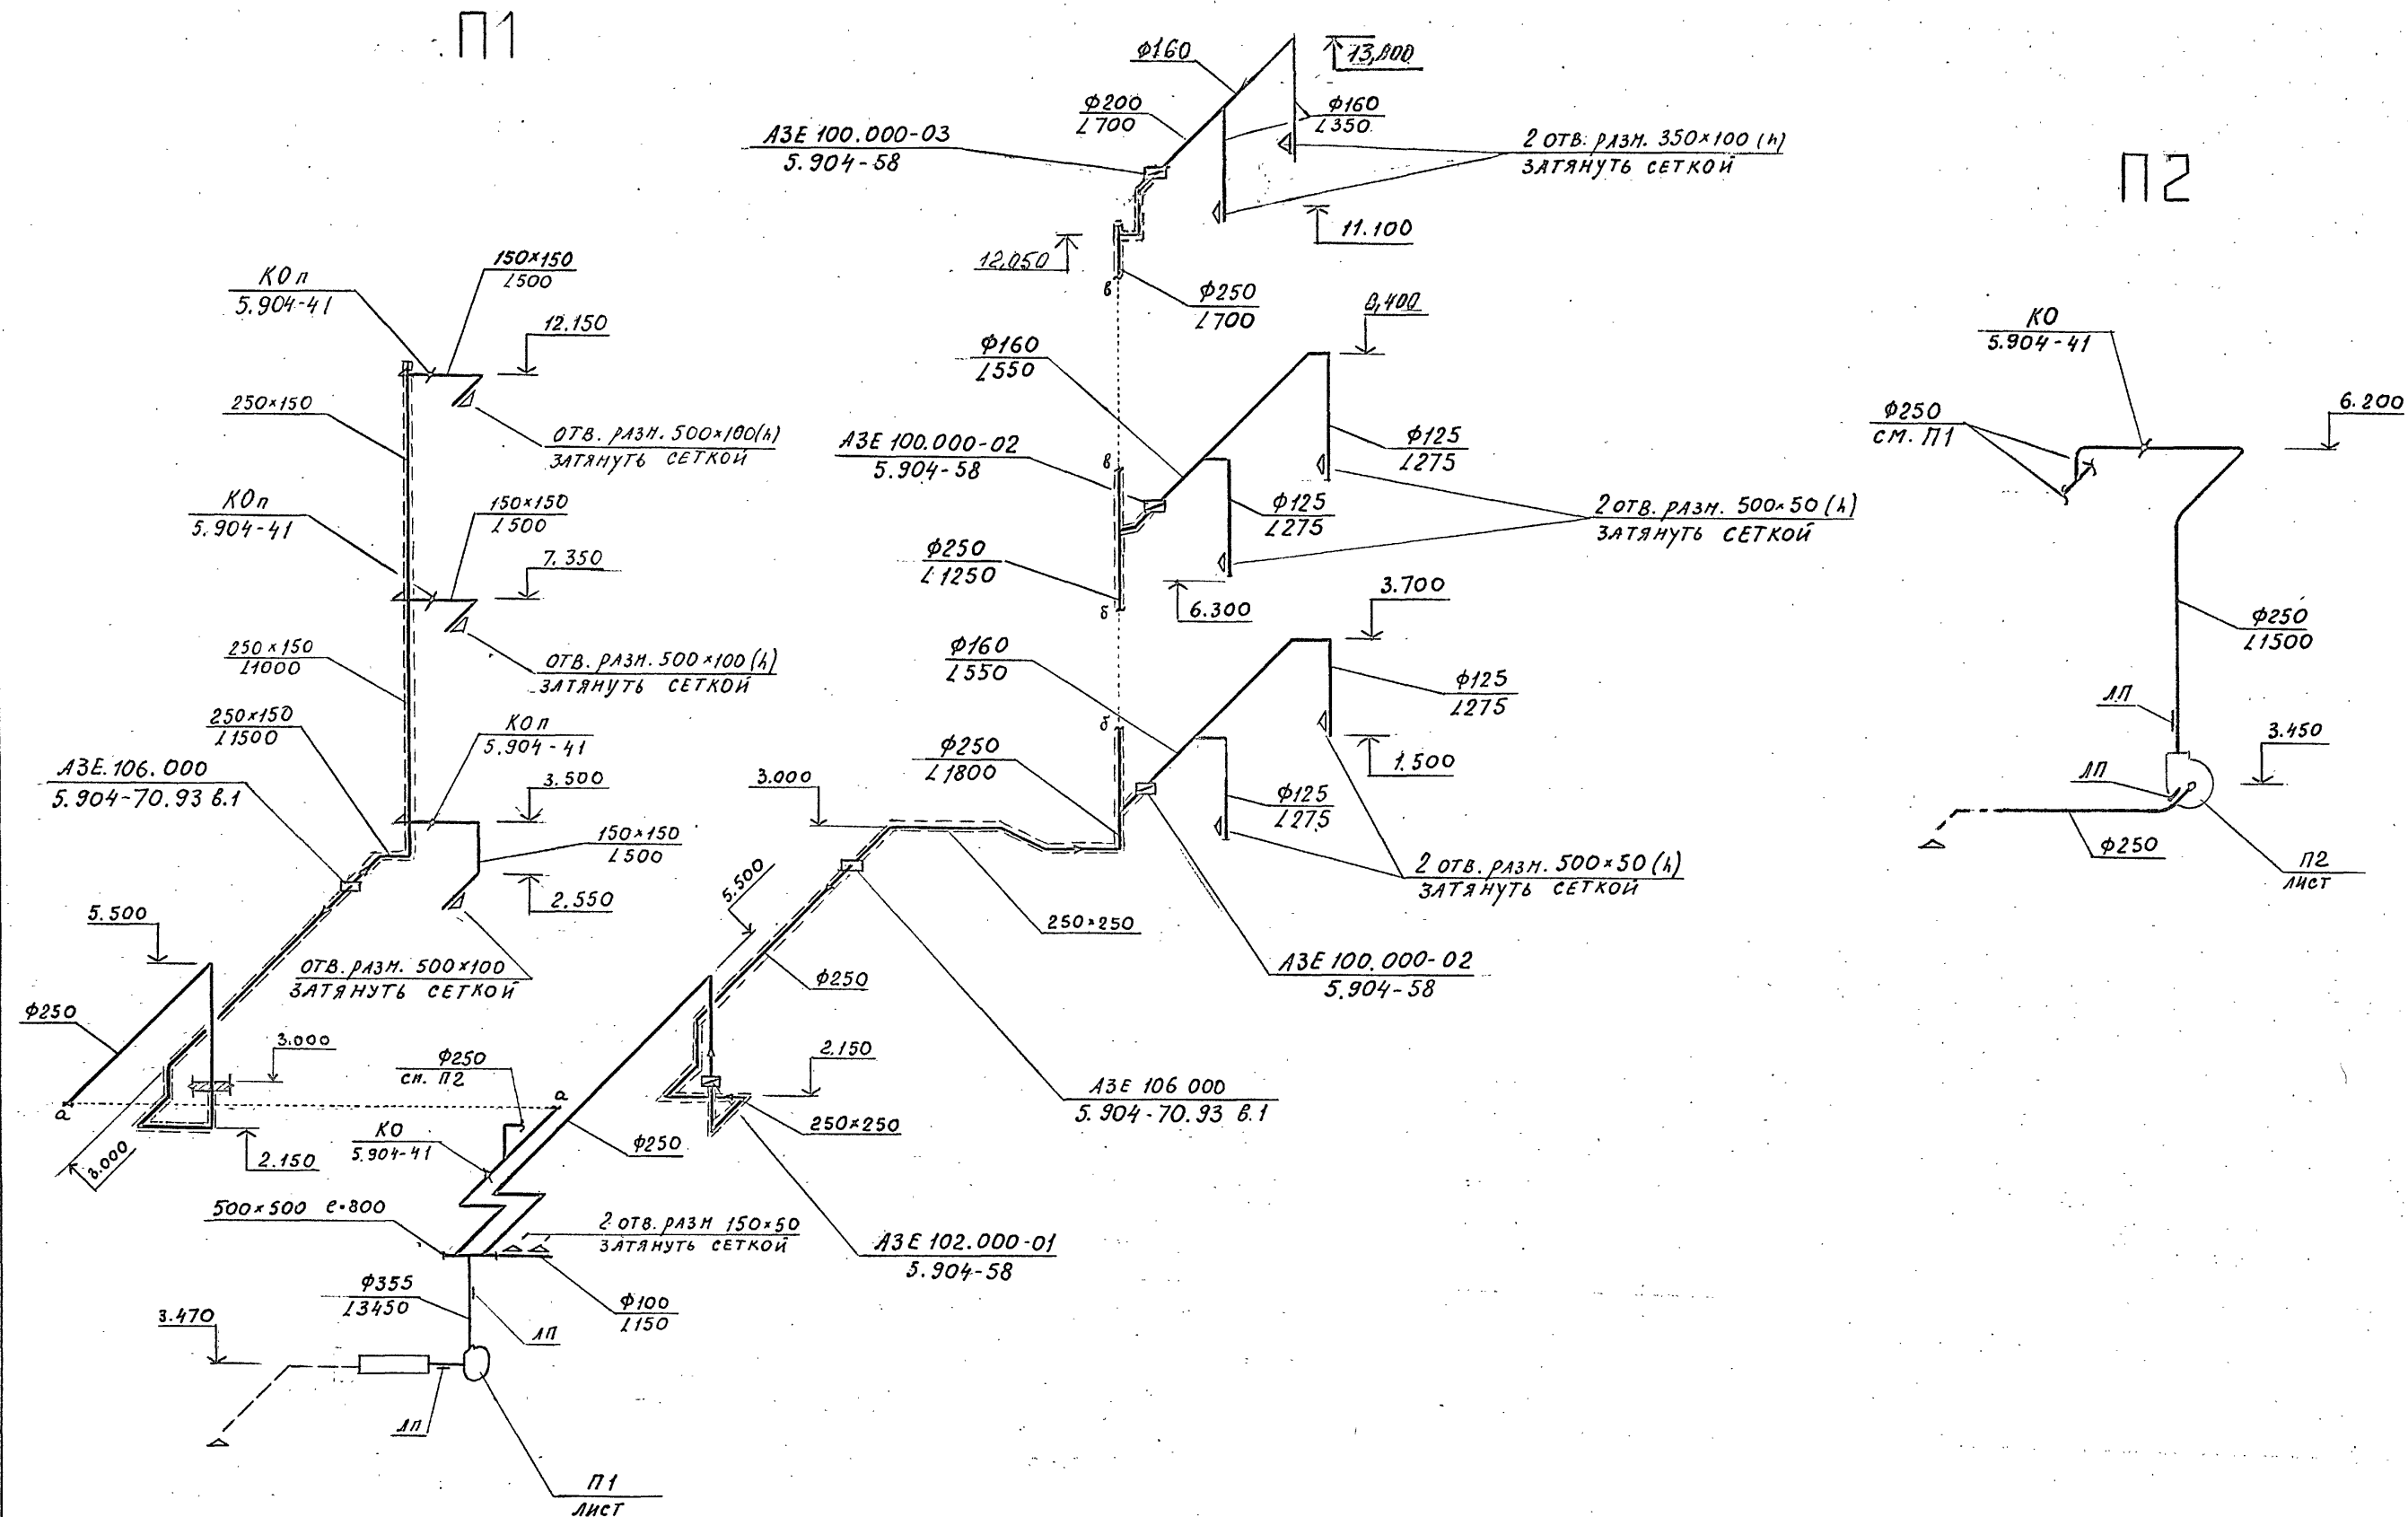 П1
КОп
5.904-41
150×150
L500
12.150
250×150
ОТВ. РАЗМ. 500×100(h)
ЗАТЯНУТЬ СЕТКОЙ
КОп
5.904-41
150×150
L500
7.350
ОТВ. РАЗМ. 500×100(h)
ЗАТЯНУТЬ СЕТКОЙ
250×150
L1000
250×150
L1500
КОп
5.904-41
АЗЕ.106.000
5.904-70.93 в.1
3.500
150×150
L500
2.550
ОТВ. РАЗМ. 500×100
ЗАТЯНУТЬ СЕТКОЙ
5.500
ф250
3.000
а
2.150
3.000
ф250
см. П2
а
КО
5.904-41
ф250
500×500 е=800
2 ОТВ. РАЗМ 150×50
ЗАТЯНУТЬ СЕТКОЙ
ф355
L3450
ф100
L150
3.470
ЛП
ЛП
П1
лист
ф160
13,800
ф200
L700
ф160
L350
АЗЕ 100.000-03
5.904-58
2 ОТВ. РАЗМ. 350×100(h)
ЗАТЯНУТЬ СЕТКОЙ
11.100
12.050
в
ф250
L700
8,400
ф160
L550
АЗЕ 100.000-02
5.904-58
в
ф125
L275
ф125
L275
2 ОТВ. РАЗМ. 500×50(h)
ЗАТЯНУТЬ СЕТКОЙ
ф250
L1250
б
6.300
3.700
ф160
L550
б
ф125
L275
ф250
L1800
1.500
3.000
ф125
L275
2 ОТВ. РАЗМ. 500×50(h)
ЗАТЯНУТЬ СЕТКОЙ
5.500
250×250
АЗЕ 100.000-02
5.904-58
ф250
2.150
АЗЕ 106 000
5.904-70.93 в.1
250×250
АЗЕ 102.000-01
5.904-58
П2
КО
5.904-41
ф250
см. П1
6.200
ф250
L1500
ЛП
3.450
ЛП
ф250
П2
лист